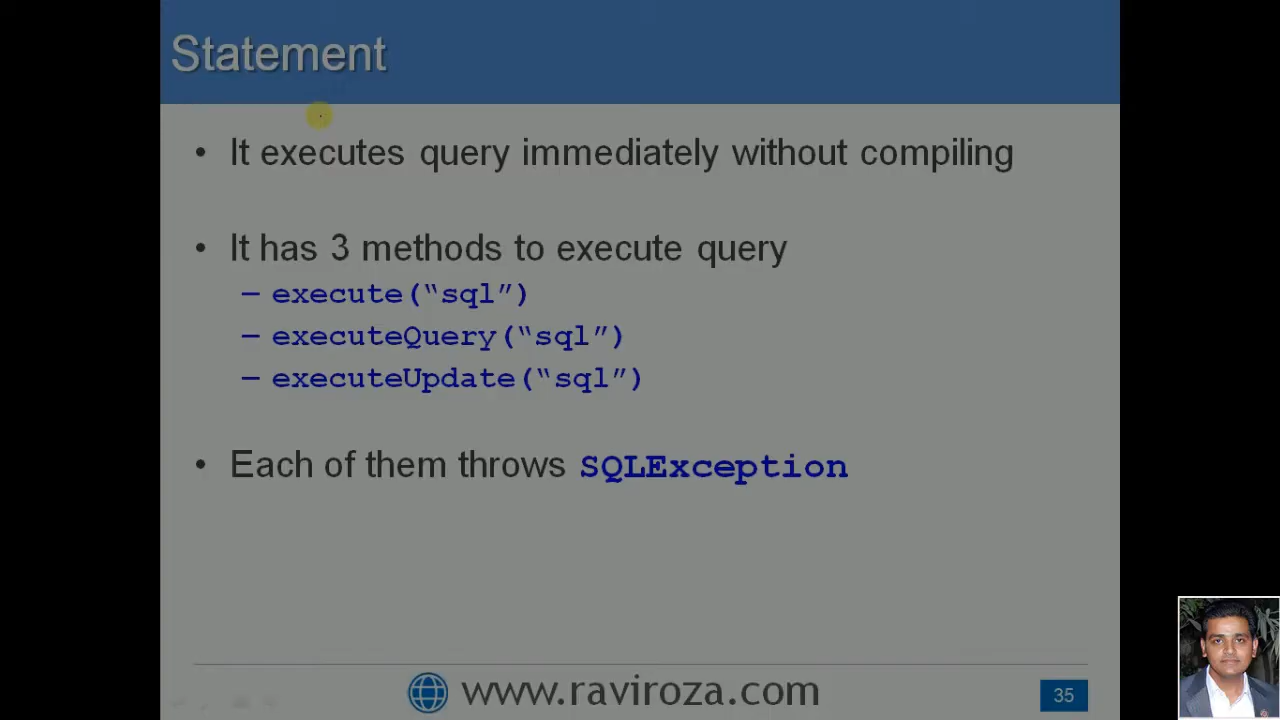 Statement
• It executes query immediately without compiling
• It has 3 methods to execute query
– execute(“sql”)
– executeQuery(“sql”)
– executeUpdate(“sql”)
• Each of them throws SQLException
www.raviroza.com
35